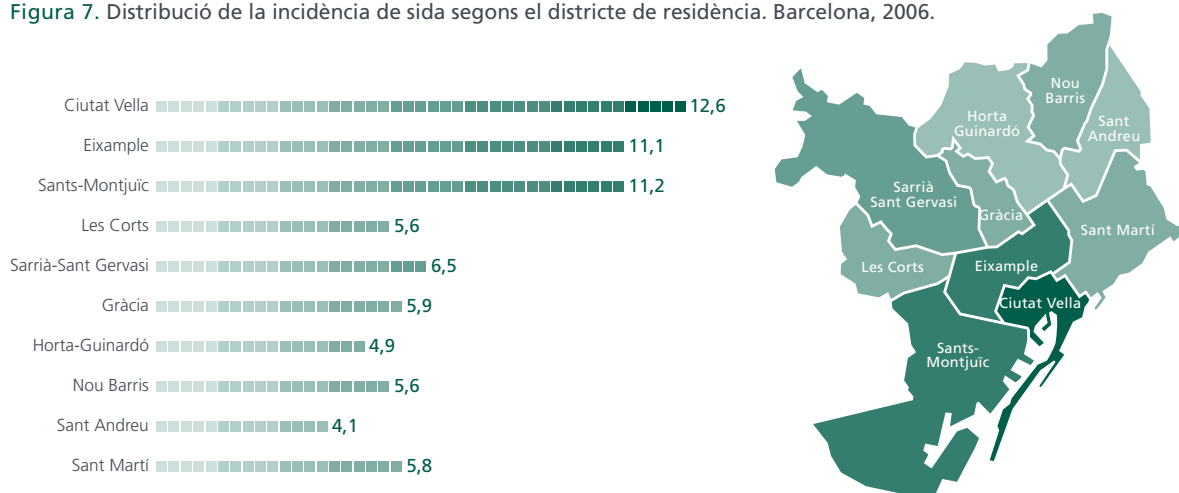 Figura 7. Distribució de la incidència de sida segons el districte de residència. Barcelona, 2006.
Ciutat Vella 12,6
Eixample 11,1
Sants-Montjuïc 11,2
Les Corts 5,6
Sarrià-Sant Gervasi 6,5
Gràcia 5,9
Horta-Guinardó 4,9
Nou Barris 5,6
Sant Andreu 4,1
Sant Martí 5,8
Nou
Barris
Horta
Guinardó
Sant
Andreu
Sarrià
Sant Gervasi
Gràcia
Sant Martí
Les Corts
Eixample
Ciutat Vella
Sants-
Montjuïc